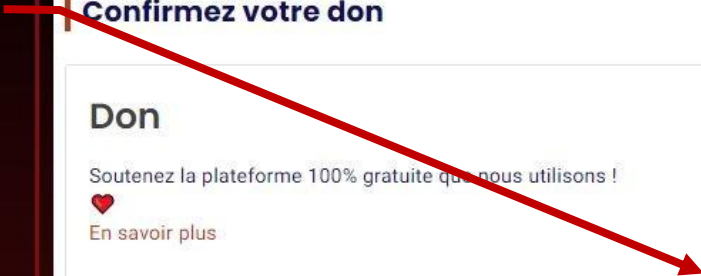 Confirmez votre don
Don
Soutenez la plateforme 100% gratuite que nous utilisons !
En savoir plus